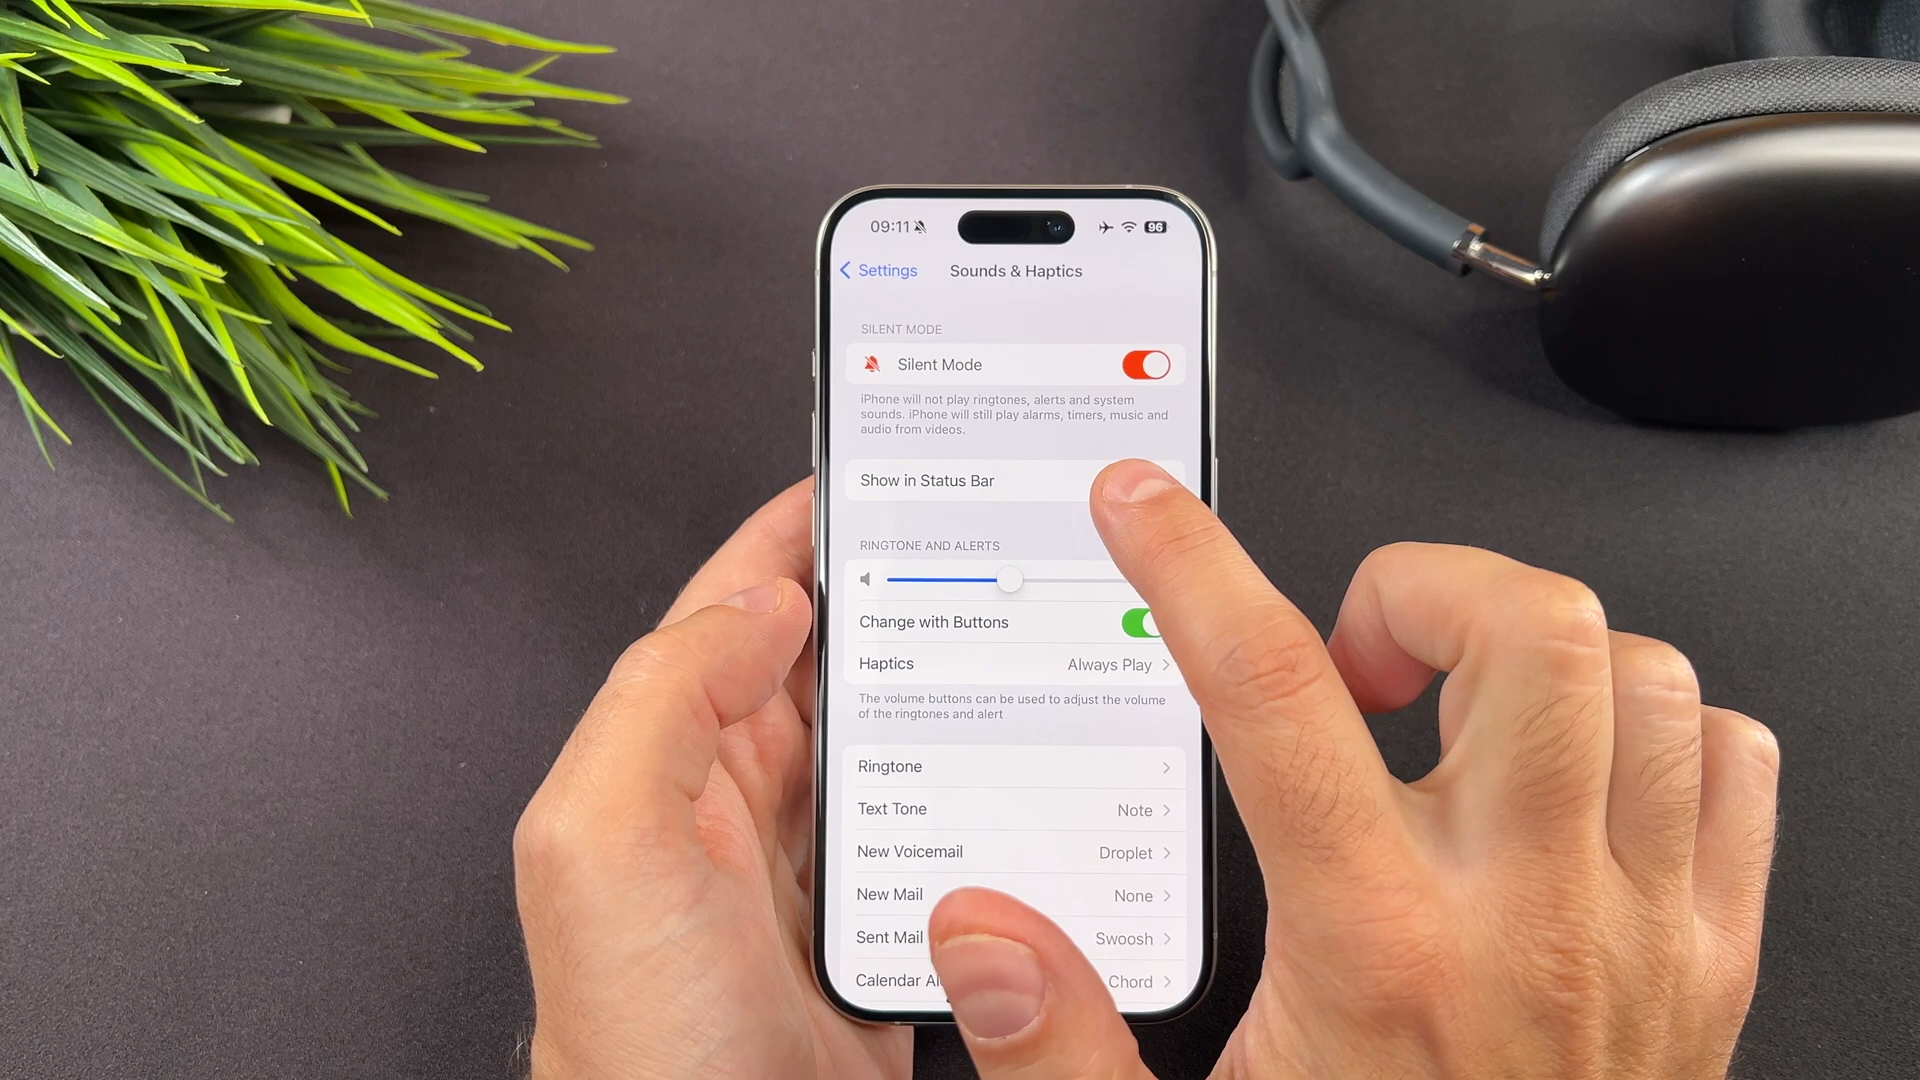 09:11
96
Settings
Sounds & Haptics
SILENT MODE
Silent Mode
iPhone will not play ringtones, alerts and system
sounds. iPhone will still play alarms, timers, music and
audio from videos.
Show in Status Bar
RINGTONE AND ALERTS
Change with Buttons
Haptics Always Play
The volume buttons can be used to adjust the volume
of the ringtones and alert
Ringtone
Text Tone Note
New Voicemail Droplet
New Mail None
Sent Mail Swoosh
Calendar Chord